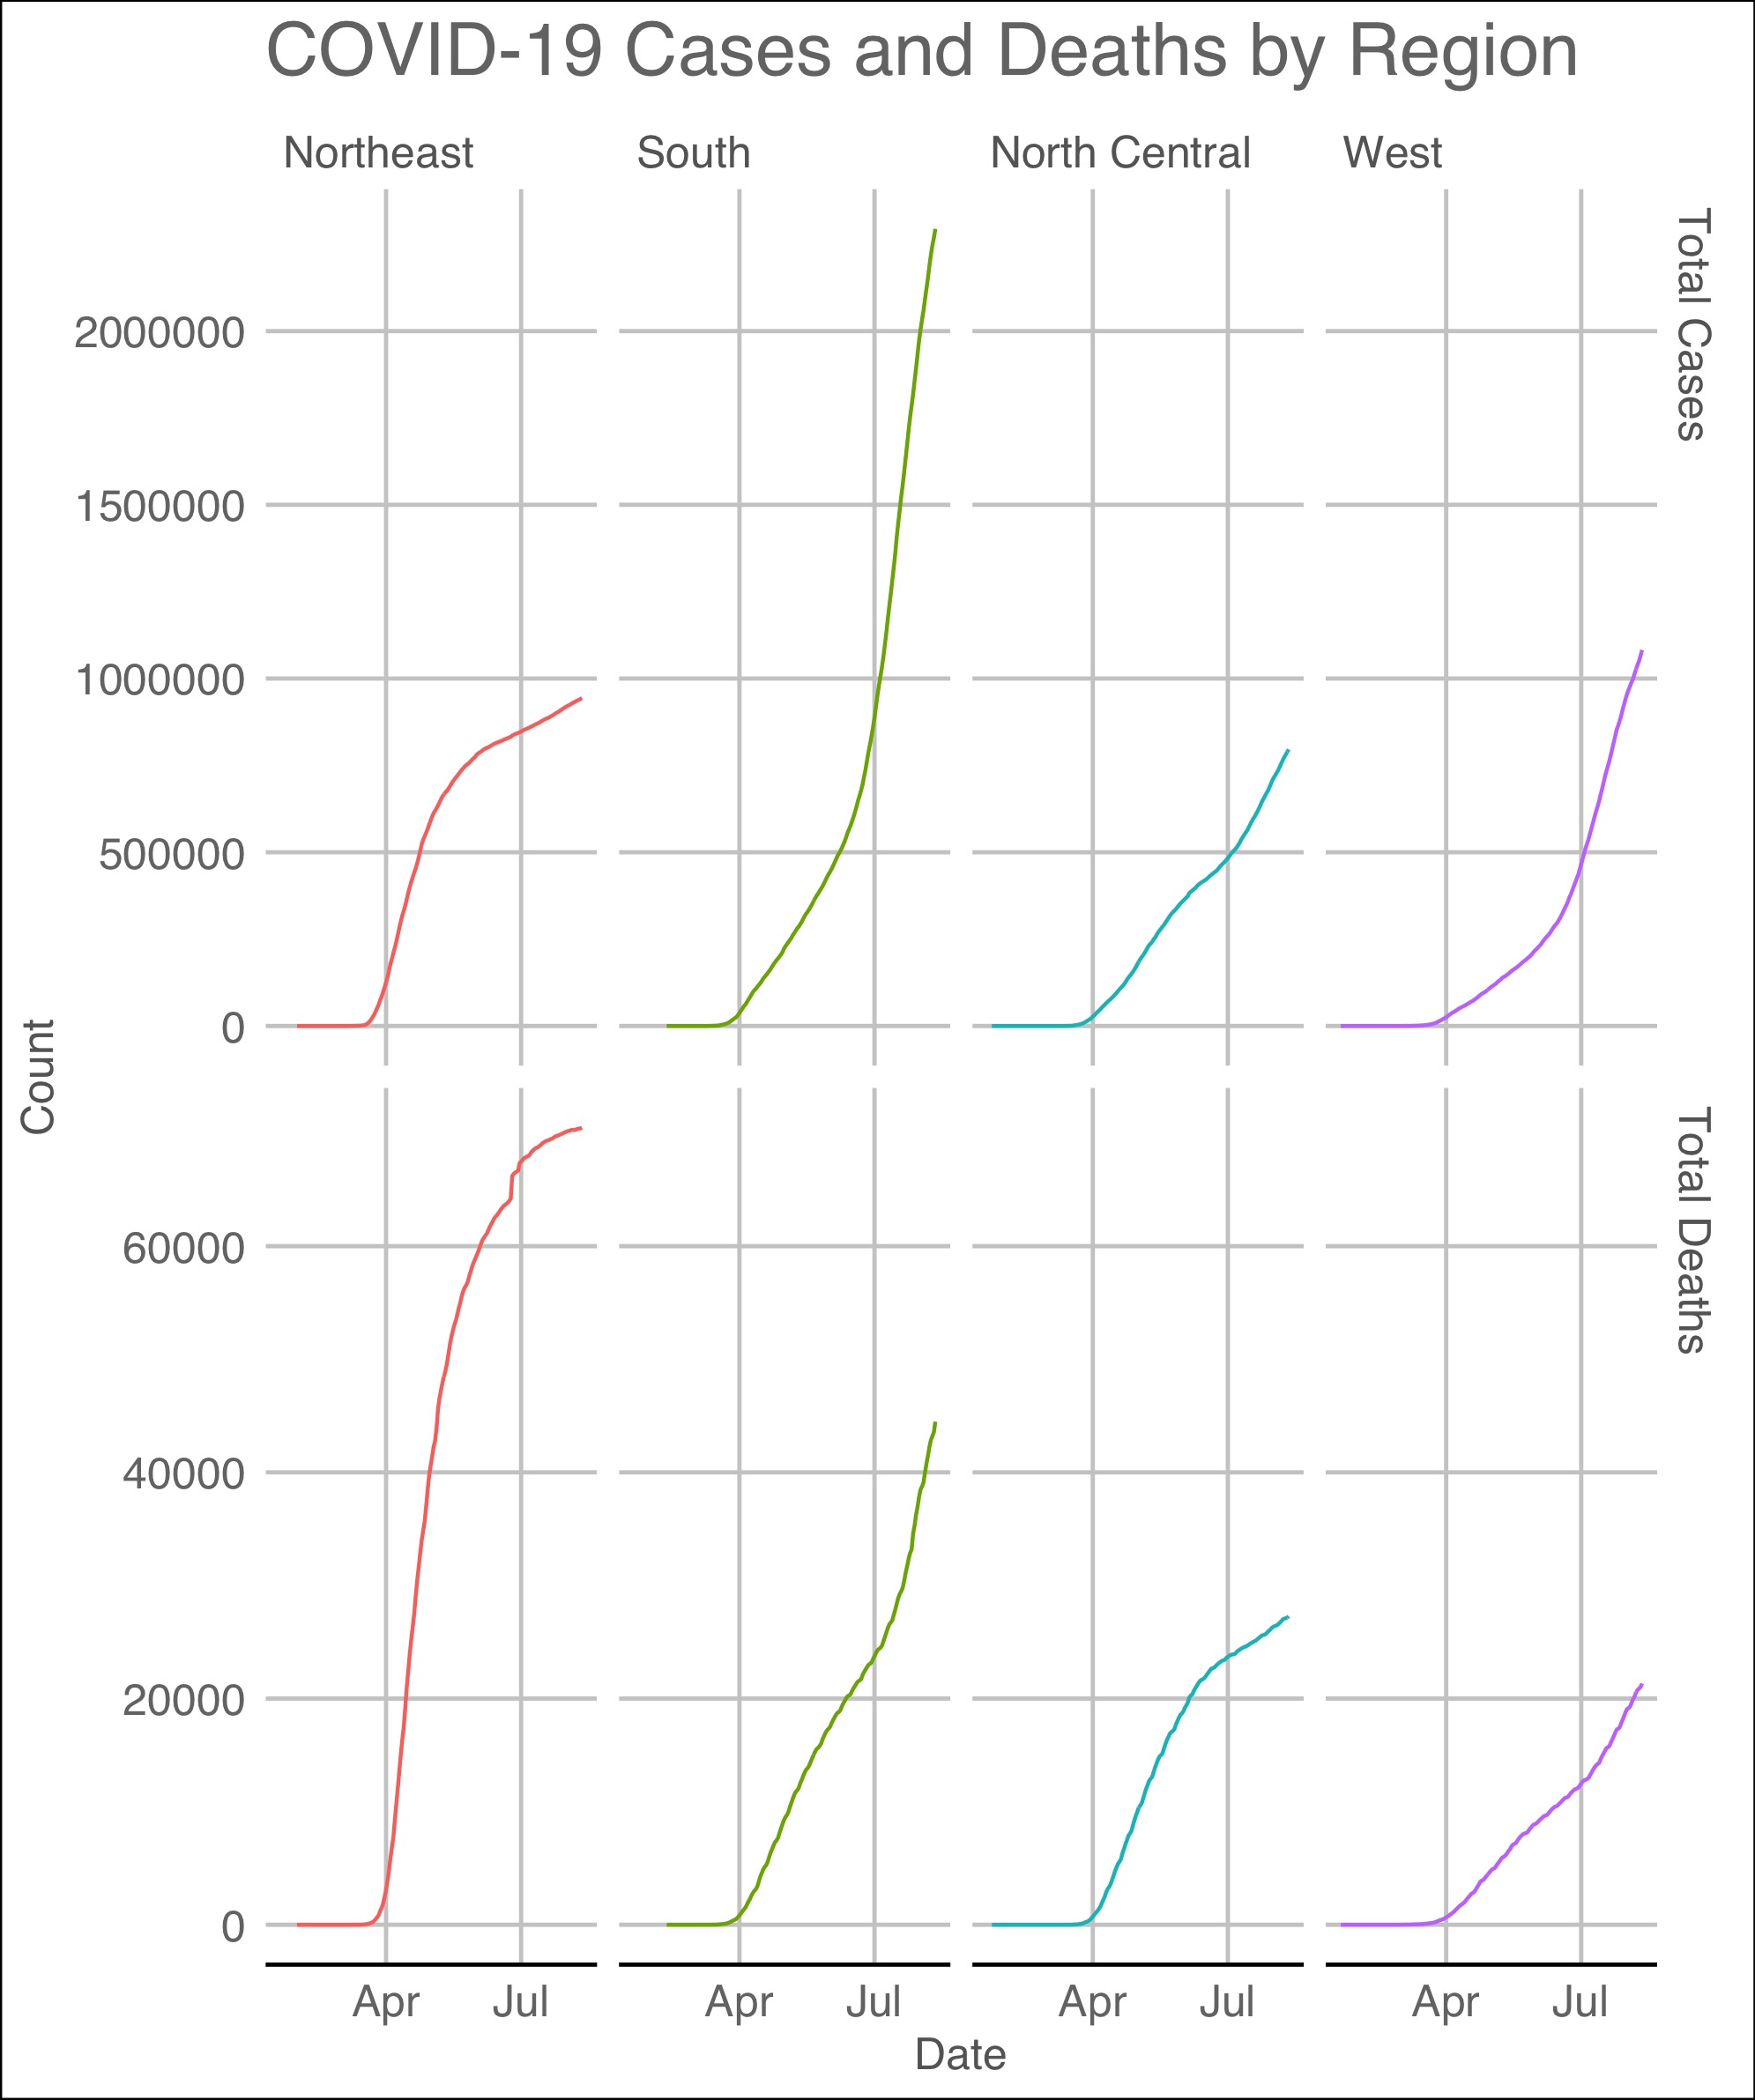 COVID-19 Cases and Deaths by Region
Northeast South North Central West
Total Cases
2000000
1500000
1000000
500000
0
Count
Total Deaths
60000
40000
20000
0
Apr Jul Apr Jul Apr Jul Apr Jul
Date